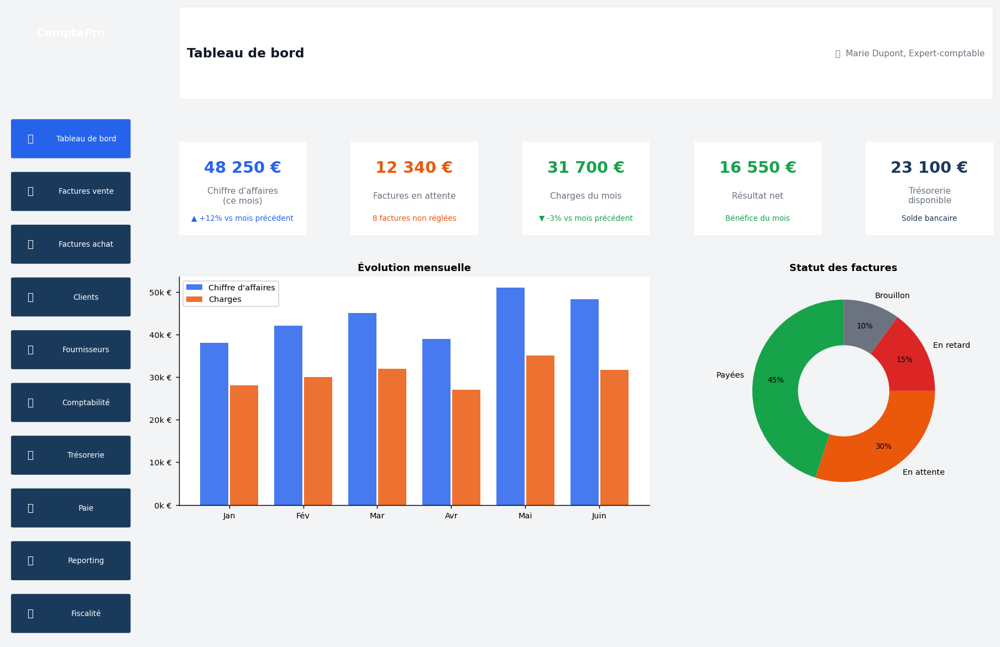 ComptaPro
Tableau de bord
Marie Dupont, Expert-comptable
Tableau de bord
Factures vente
Factures achat
Clients
Fournisseurs
Comptabilité
Trésorerie
Paie
Reporting
Fiscalité
48 250 €
Chiffre d'affaires
(ce mois)
▲ +12% vs mois précédent
12 340 €
Factures en attente
8 factures non réglées
31 700 €
Charges du mois
▼ -3% vs mois précédent
16 550 €
Résultat net
Bénéfice du mois
23 100 €
Trésorerie
disponible
Solde bancaire
Évolution mensuelle
Chiffre d'affaires
Charges
50k €
40k €
30k €
20k €
10k €
0k €
Jan
Fév
Mar
Avr
Mai
Juin
Statut des factures
Brouillon
10%
En retard
15%
Payées
45%
30%
En attente